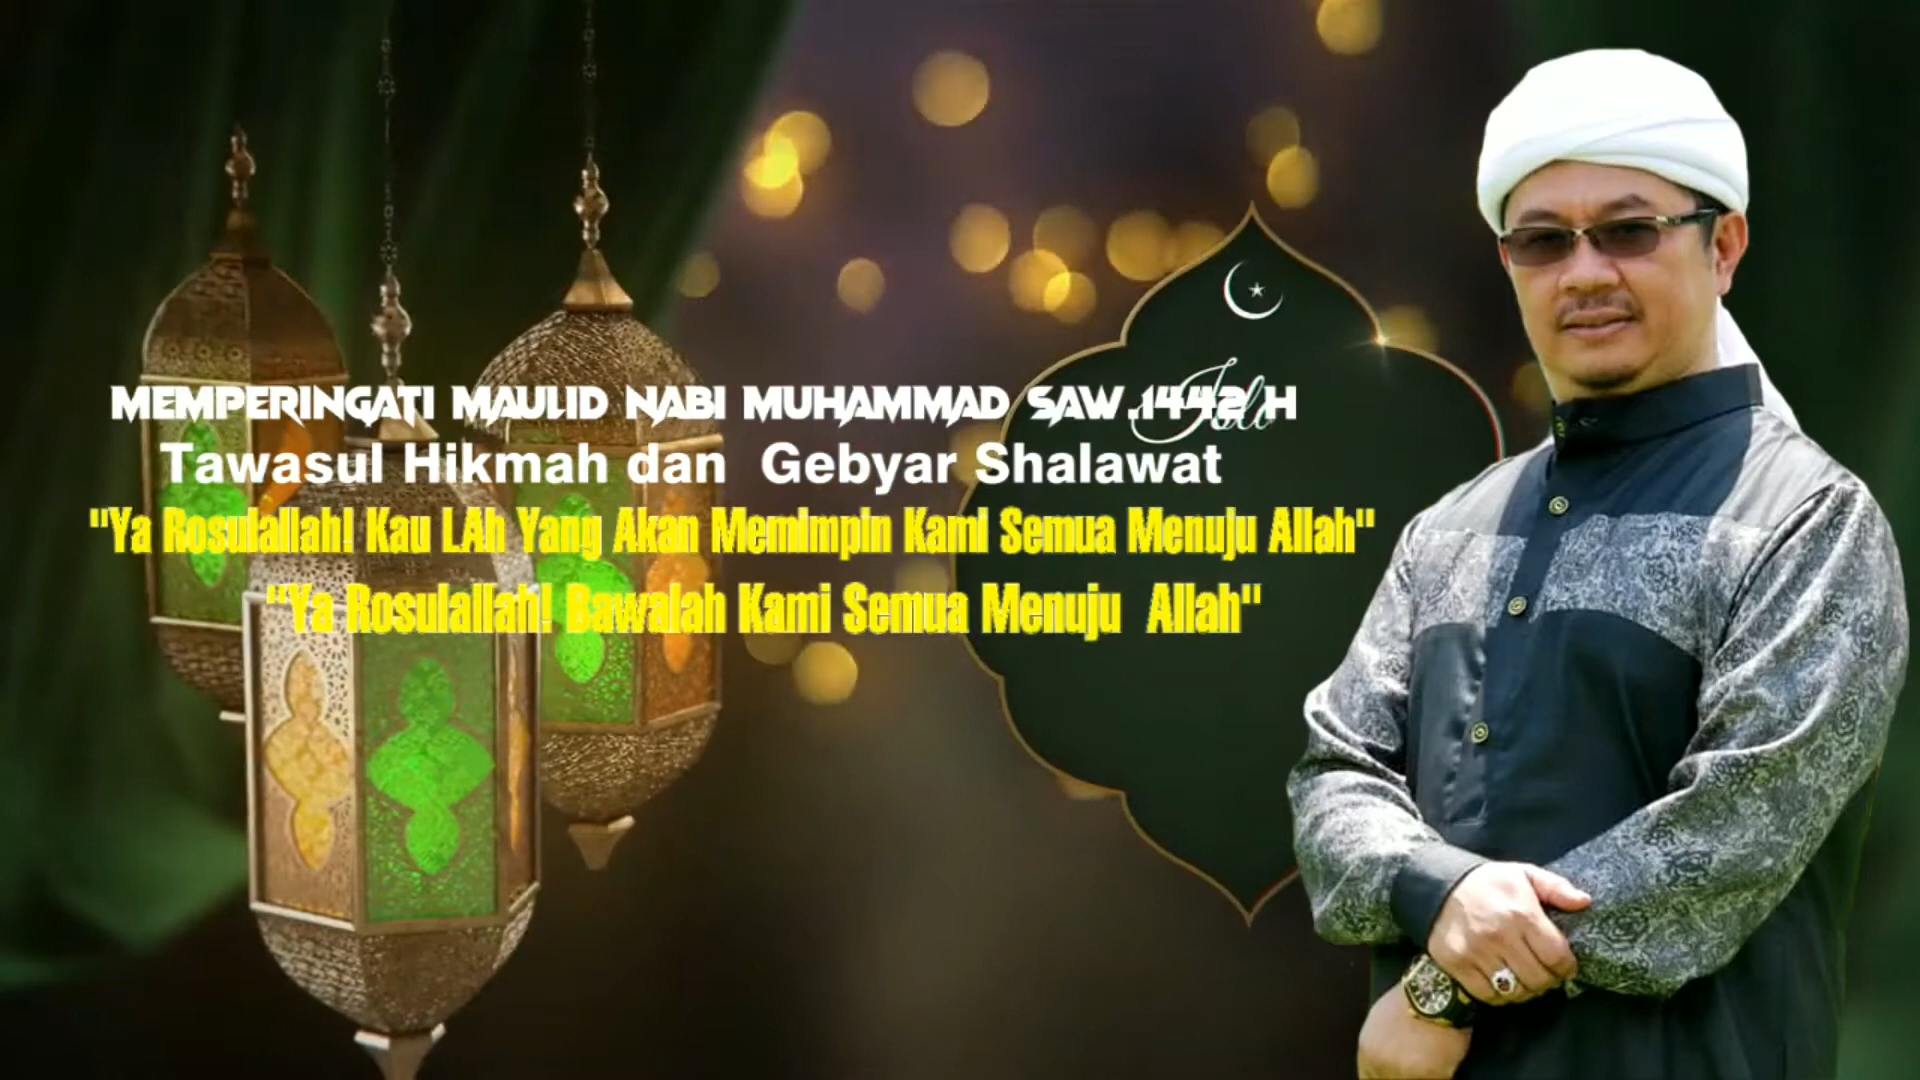 MEMPERINGATI MAULID NABI MUHAMMAD SAW.1442 H
Tawasul Hikmah dan Gebyar Shalawat
"Ya Rosulallah! Kau LAh Yang Akan Memimpin Kami Semua Menuju Allah"
"Ya Rosulallah! Bawalah Kami Semua Menuju Allah"